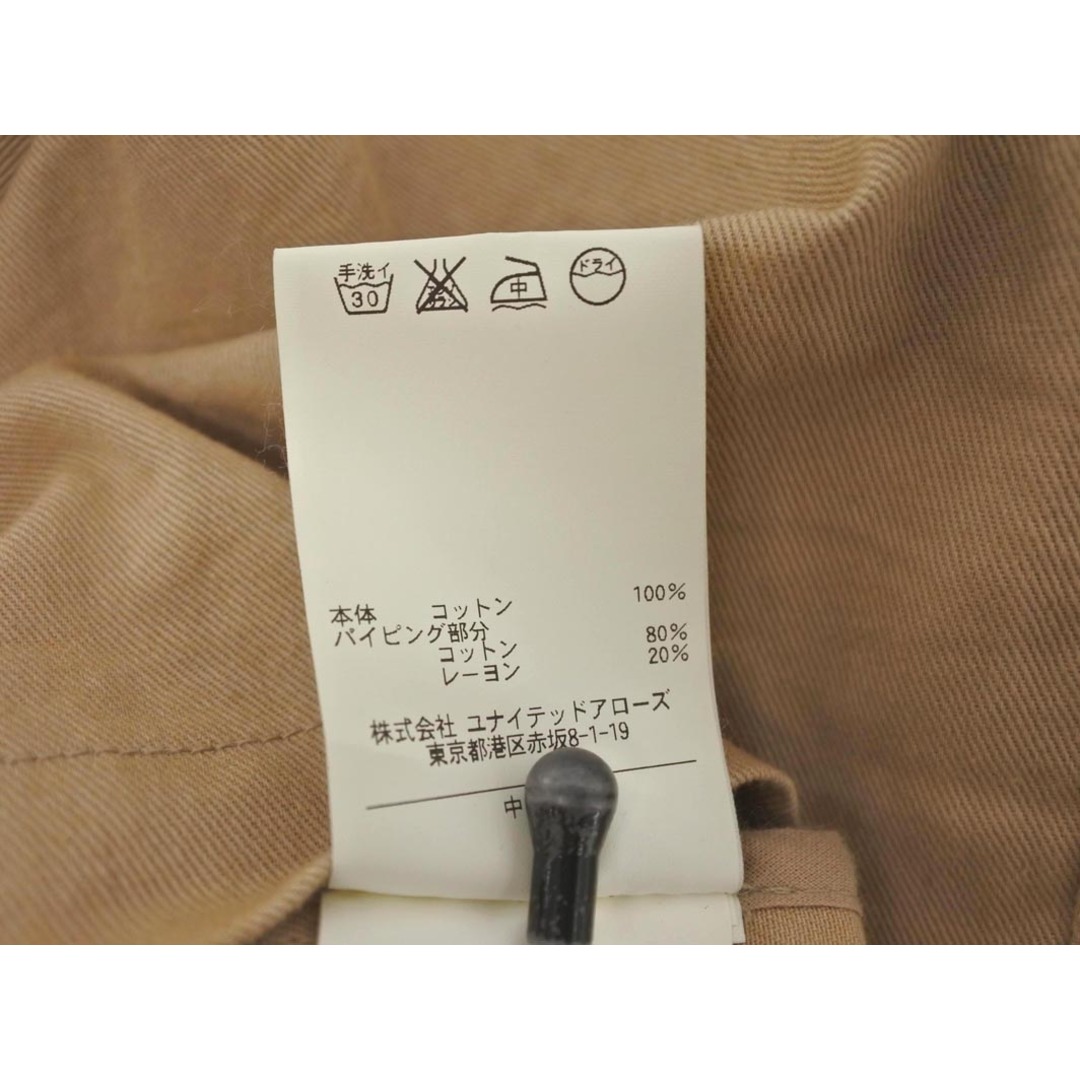 手洗イ
30
中
ドライ
本体 コットン 100%
パイピング部分
コットン 80%
レーヨン 20%
株式会社 ユナイテッドアローズ
東京都港区赤坂8-1-19
中